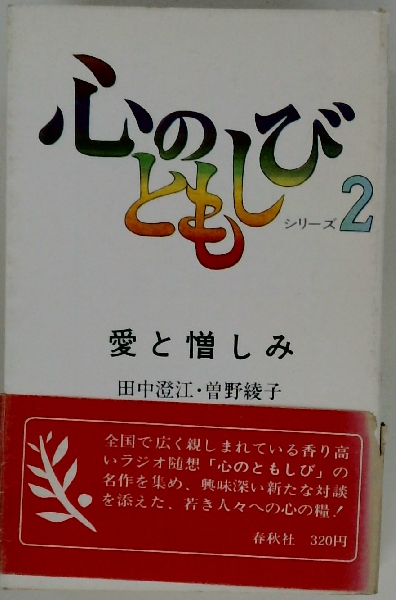 心のともしび
シリーズ2
愛と憎しみ
田中澄江・曽野綾子
全国で広く親しまれている香り高
いラジオ随想「心のともしび」の
名作を集め、興味深い新たな対談
を添えた、若き人々への心の糧！
春秋社 320円